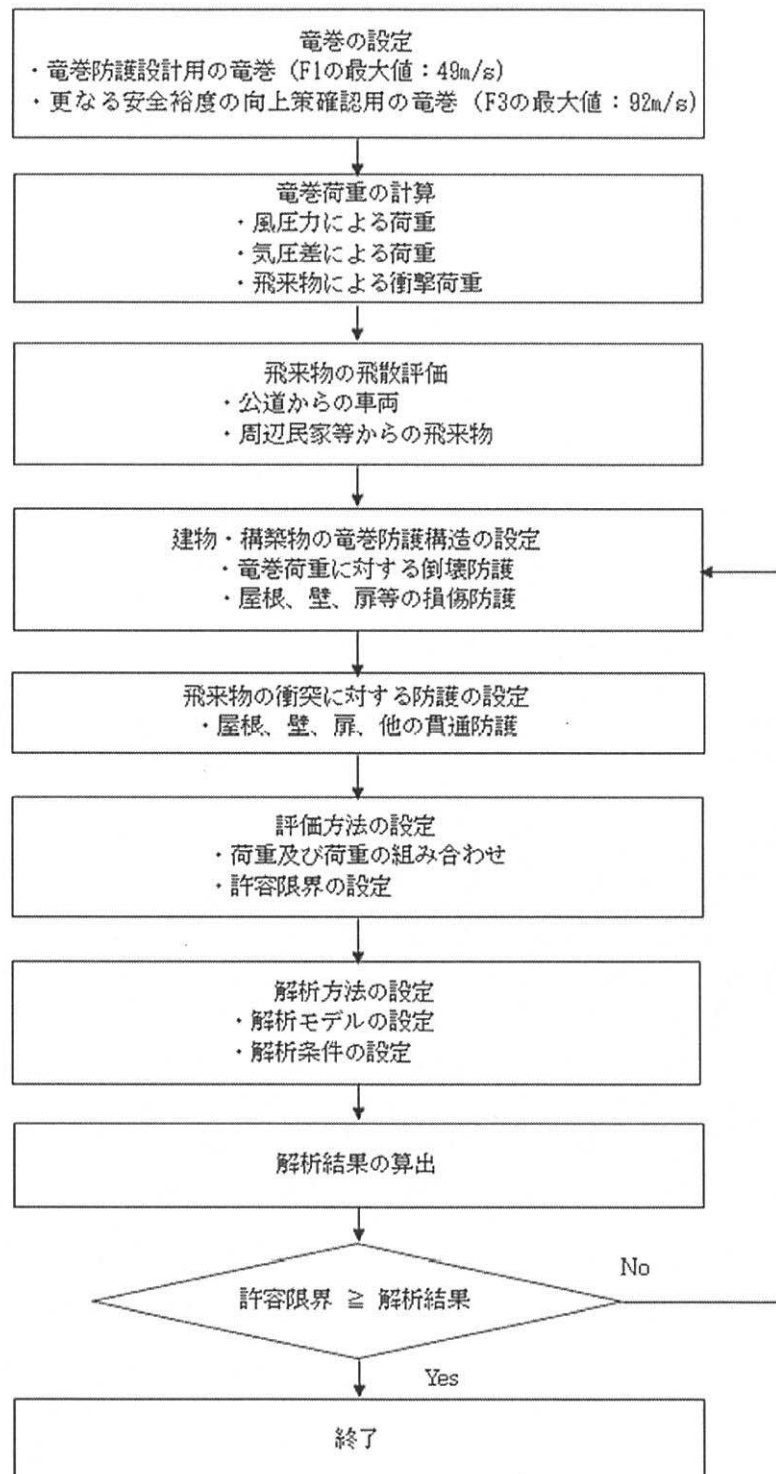 竜巻の設定
・竜巻防護設計用の竜巻 (F1の最大値：49m/s)
・更なる安全裕度の向上策確認用の竜巻 (F3の最大値：92m/s)
竜巻荷重の計算
・風圧力による荷重
・気圧差による荷重
・飛来物による衝撃荷重
飛来物の飛散評価
・公道からの車両
・周辺民家等からの飛来物
建物・構築物の竜巻防護構造の設定
・竜巻荷重に対する倒壊防護
・屋根、壁、扉等の損傷防護
飛来物の衝突に対する防護の設定
・屋根、壁、扉、他の貫通防護
評価方法の設定
・荷重及び荷重の組み合わせ
・許容限界の設定
解析方法の設定
・解析モデルの設定
・解析条件の設定
解析結果の算出
許容限界 ≧ 解析結果
No
Yes
終了